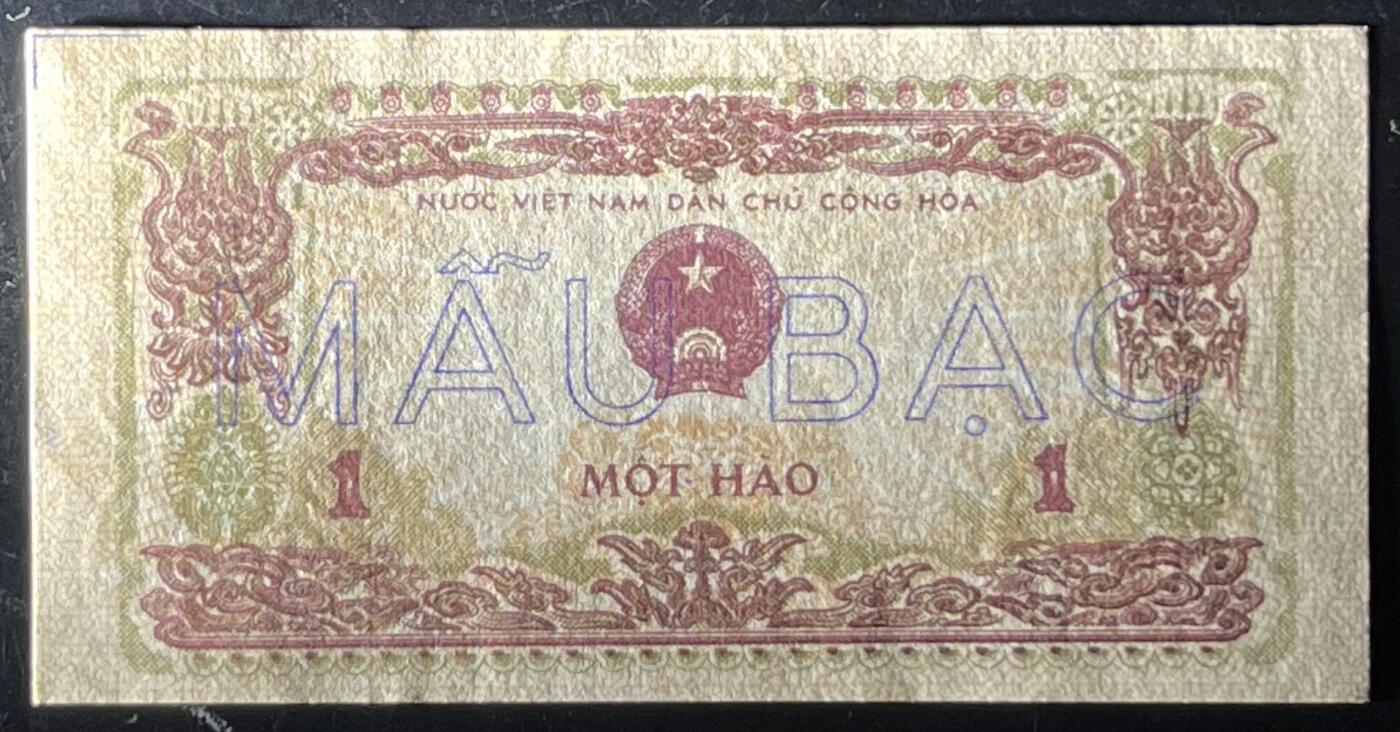 NƯỚC VIỆT NAM DÂN CHỦ CỘNG HÒA
MẪU BẠC
1 MỘT HÀO 1